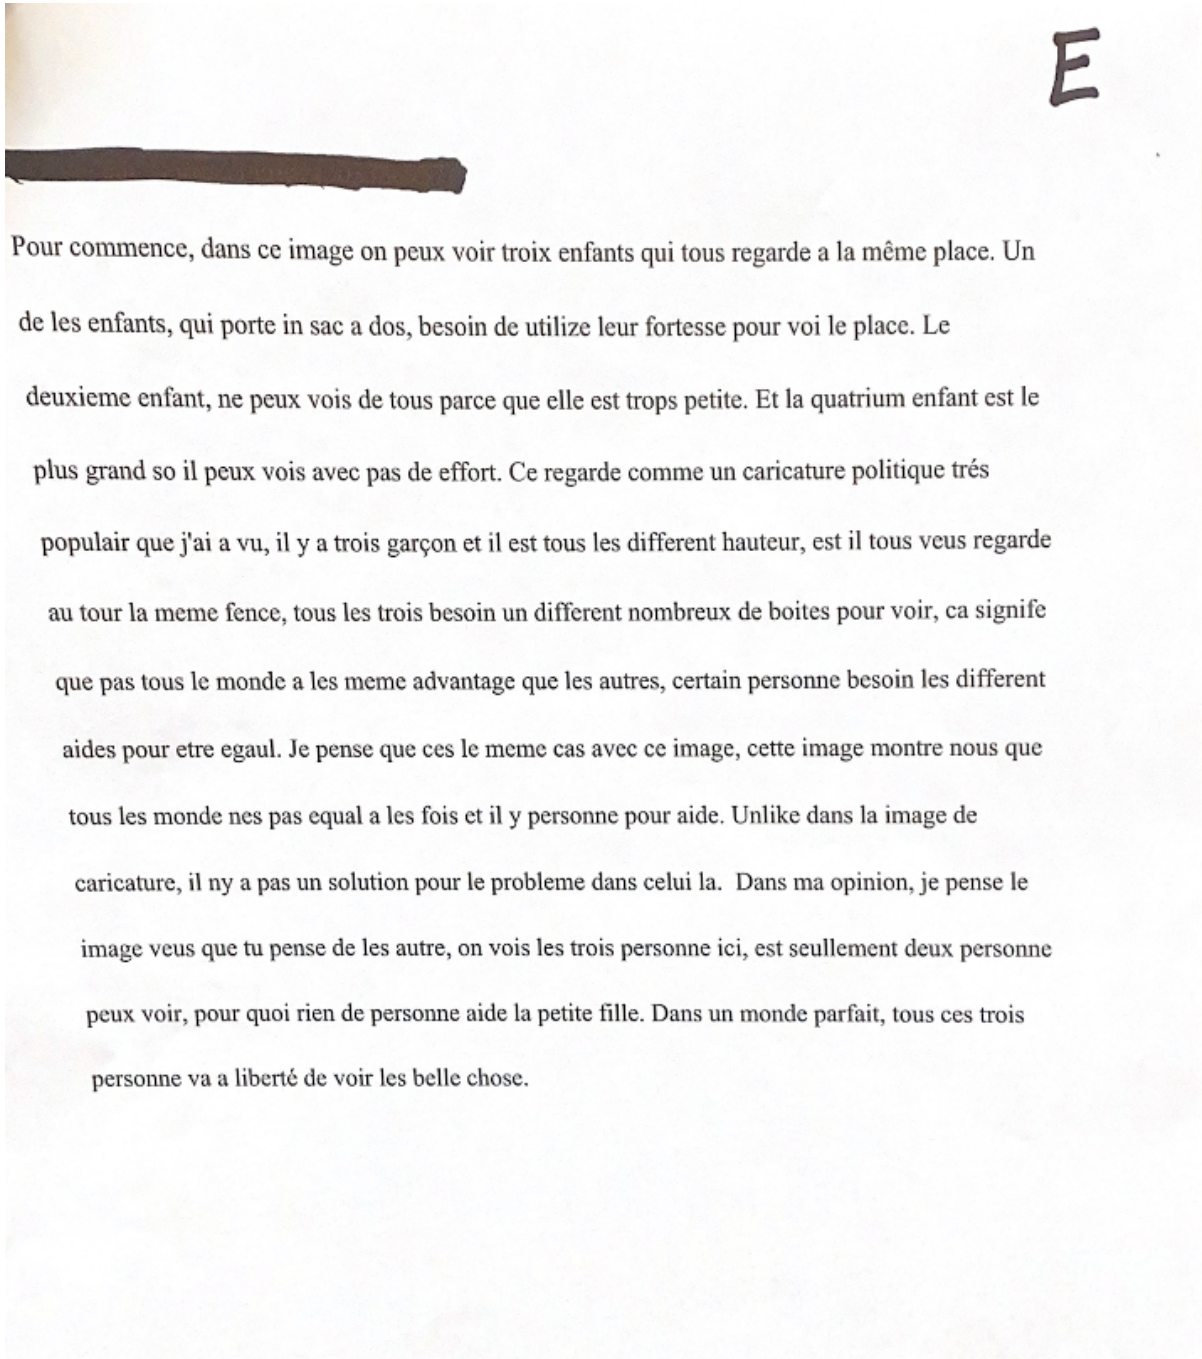 E
Pour commence, dans ce image on peux voir troix enfants qui tous regarde a la même place. Un
de les enfants, qui porte in sac a dos, besoin de utilize leur fortesse pour voi le place. Le
deuxieme enfant, ne peux vois de tous parce que elle est trops petite. Et la quatrium enfant est le
plus grand so il peux vois avec pas de effort. Ce regarde comme un caricature politique trés
populair que j'ai a vu, il y a trois garçon et il est tous les different hauteur, est il tous veus regarde
au tour la meme fence, tous les trois besoin un different nombreux de boites pour voir, ca signife
que pas tous le monde a les meme advantage que les autres, certain personne besoin les different
aides pour etre egaul. Je pense que ces le meme cas avec ce image, cette image montre nous que
tous les monde nes pas equal a les fois et il y personne pour aide. Unlike dans la image de
caricature, il ny a pas un solution pour le probleme dans celui la. Dans ma opinion, je pense le
image veus que tu pense de les autre, on vois les trois personne ici, est seullement deux personne
peux voir, pour quoi rien de personne aide la petite fille. Dans un monde parfait, tous ces trois
personne va a liberté de voir les belle chose.